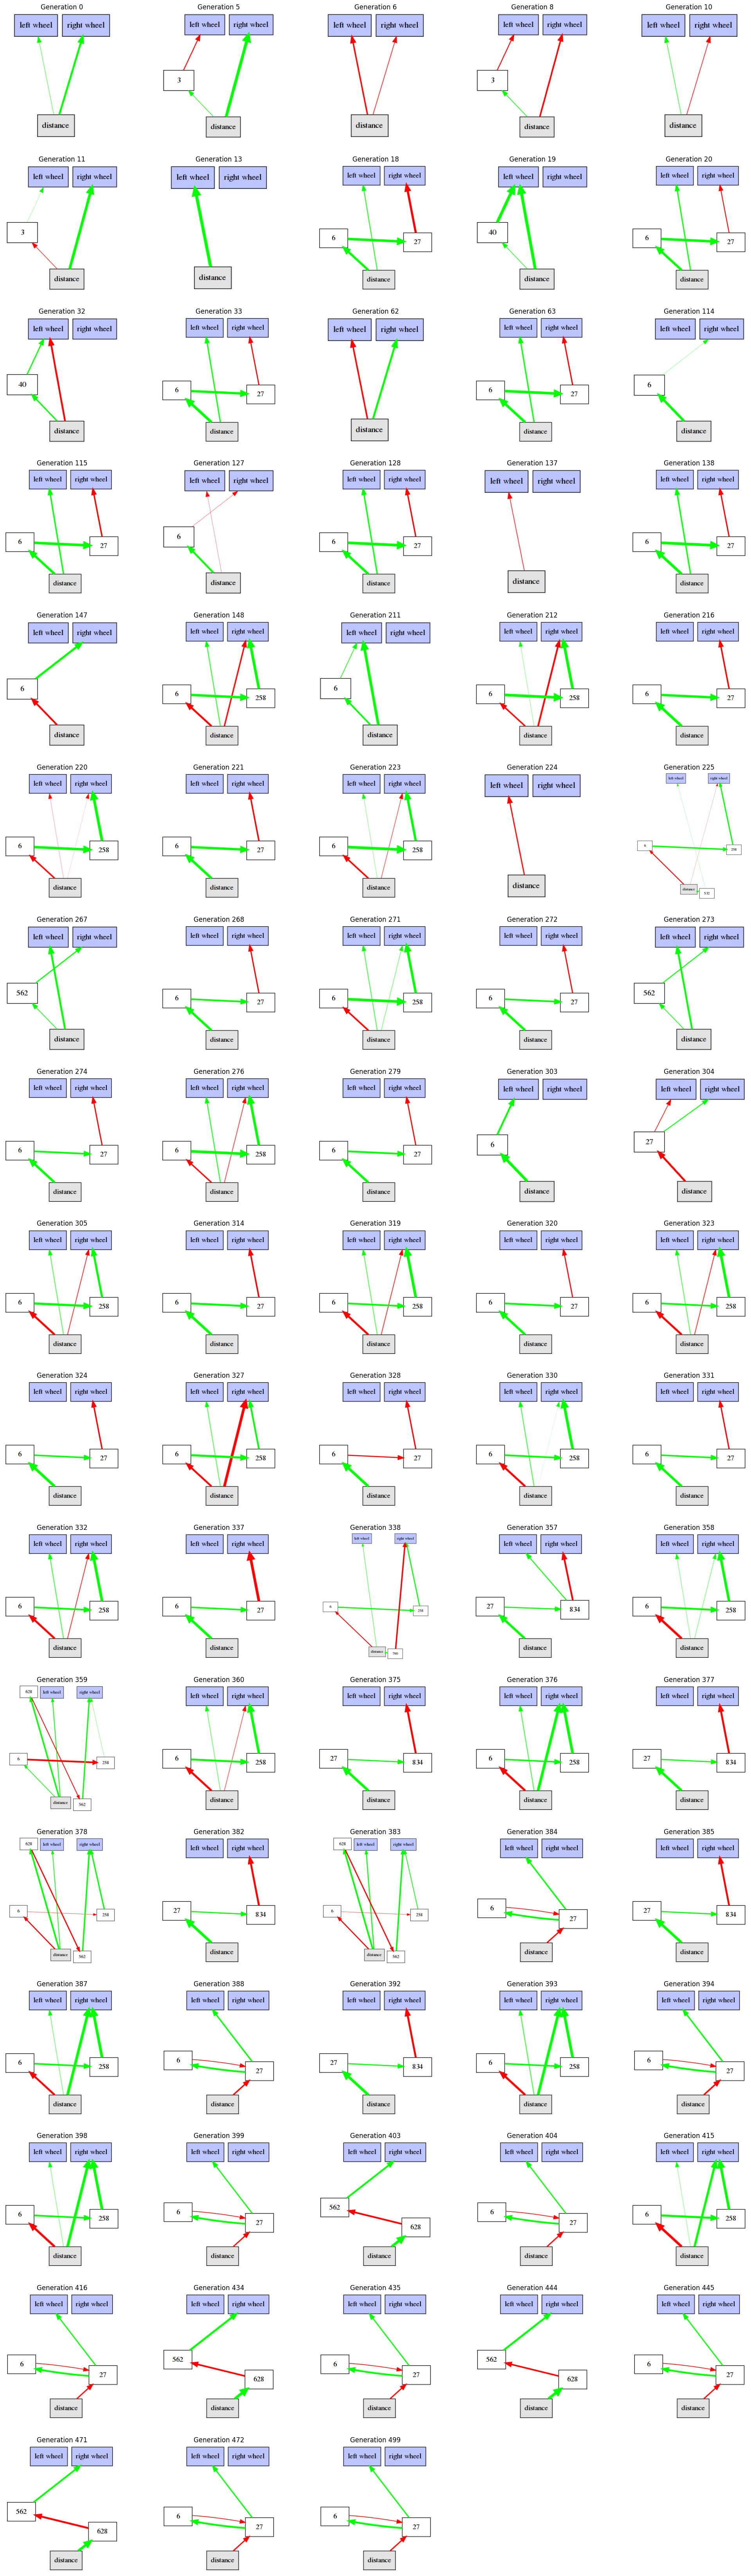 Generation 0 Generation 5 Generation 6 Generation 8 Generation 10
left wheel right wheel left wheel right wheel left wheel right wheel left wheel right wheel left wheel right wheel
3 3
distance distance distance distance distance
Generation 11 Generation 13 Generation 18 Generation 19 Generation 20
left wheel right wheel left wheel right wheel left wheel right wheel left wheel right wheel left wheel right wheel
3 6 27 40 6 27
distance distance distance distance distance
Generation 32 Generation 33 Generation 62 Generation 63 Generation 114
left wheel right wheel left wheel right wheel left wheel right wheel left wheel right wheel left wheel right wheel
40 6 27 6 27 6
distance distance distance distance distance
Generation 115 Generation 127 Generation 128 Generation 137 Generation 138
left wheel right wheel left wheel right wheel left wheel right wheel left wheel right wheel left wheel right wheel
6 27 6 6 27 6 27
distance distance distance distance distance
Generation 147 Generation 148 Generation 211 Generation 212 Generation 216
left wheel right wheel left wheel right wheel left wheel right wheel left wheel right wheel left wheel right wheel
6 6 258 6 6 258 6 27
distance distance distance distance distance
Generation 220 Generation 221 Generation 223 Generation 224 Generation 225
left wheel right wheel left wheel right wheel left wheel right wheel left wheel right wheel left wheel right wheel
6 258 6 27 6 258 6 258
distance distance distance distance distance
Generation 267 Generation 268 Generation 271 Generation 272 Generation 273
left wheel right wheel left wheel right wheel left wheel right wheel left wheel right wheel left wheel right wheel
562 6 27 6 258 6 27 562
distance distance distance distance distance
Generation 274 Generation 276 Generation 279 Generation 303 Generation 304
left wheel right wheel left wheel right wheel left wheel right wheel left wheel right wheel left wheel right wheel
6 27 6 258 6 27 6 27
distance distance distance distance distance
Generation 305 Generation 314 Generation 319 Generation 320 Generation 323
left wheel right wheel left wheel right wheel left wheel right wheel left wheel right wheel left wheel right wheel
6 258 6 27 6 258 6 27 6 258
distance distance distance distance distance
Generation 324 Generation 327 Generation 328 Generation 330 Generation 331
left wheel right wheel left wheel right wheel left wheel right wheel left wheel right wheel left wheel right wheel
6 27 6 258 6 27 6 258 6 27
distance distance distance distance distance
Generation 332 Generation 337 Generation 338 Generation 357 Generation 358
left wheel right wheel left wheel right wheel left wheel right wheel left wheel right wheel left wheel right wheel
6 258 6 27 6 258 27 834 6 258
distance distance distance distance distance
Generation 359 Generation 360 Generation 375 Generation 376 Generation 377
628 left wheel right wheel left wheel right wheel left wheel right wheel left wheel right wheel left wheel right wheel
6 258 6 258 27 834 6 258 27 834
distance 562 distance distance distance distance
Generation 378 Generation 382 Generation 383 Generation 384 Generation 385
628 left wheel right wheel left wheel right wheel 628 left wheel right wheel left wheel right wheel left wheel right wheel
6 258 27 834 6 258 6 27 27 834
distance 562 distance distance 562 distance distance
Generation 387 Generation 388 Generation 392 Generation 393 Generation 394
left wheel right wheel left wheel right wheel left wheel right wheel left wheel right wheel left wheel right wheel
6 258 6 27 27 834 6 258 6 27
distance distance distance distance distance
Generation 398 Generation 399 Generation 403 Generation 404 Generation 415
left wheel right wheel left wheel right wheel left wheel right wheel left wheel right wheel left wheel right wheel
6 258 6 27 562 628 6 27 6 258
distance distance distance distance distance
Generation 416 Generation 434 Generation 435 Generation 444 Generation 445
left wheel right wheel left wheel right wheel left wheel right wheel left wheel right wheel left wheel right wheel
6 27 562 628 6 27 562 628 6 27
distance distance distance distance distance
Generation 471 Generation 472 Generation 499
left wheel right wheel left wheel right wheel left wheel right wheel
562 628 6 27 6 27
distance distance distance